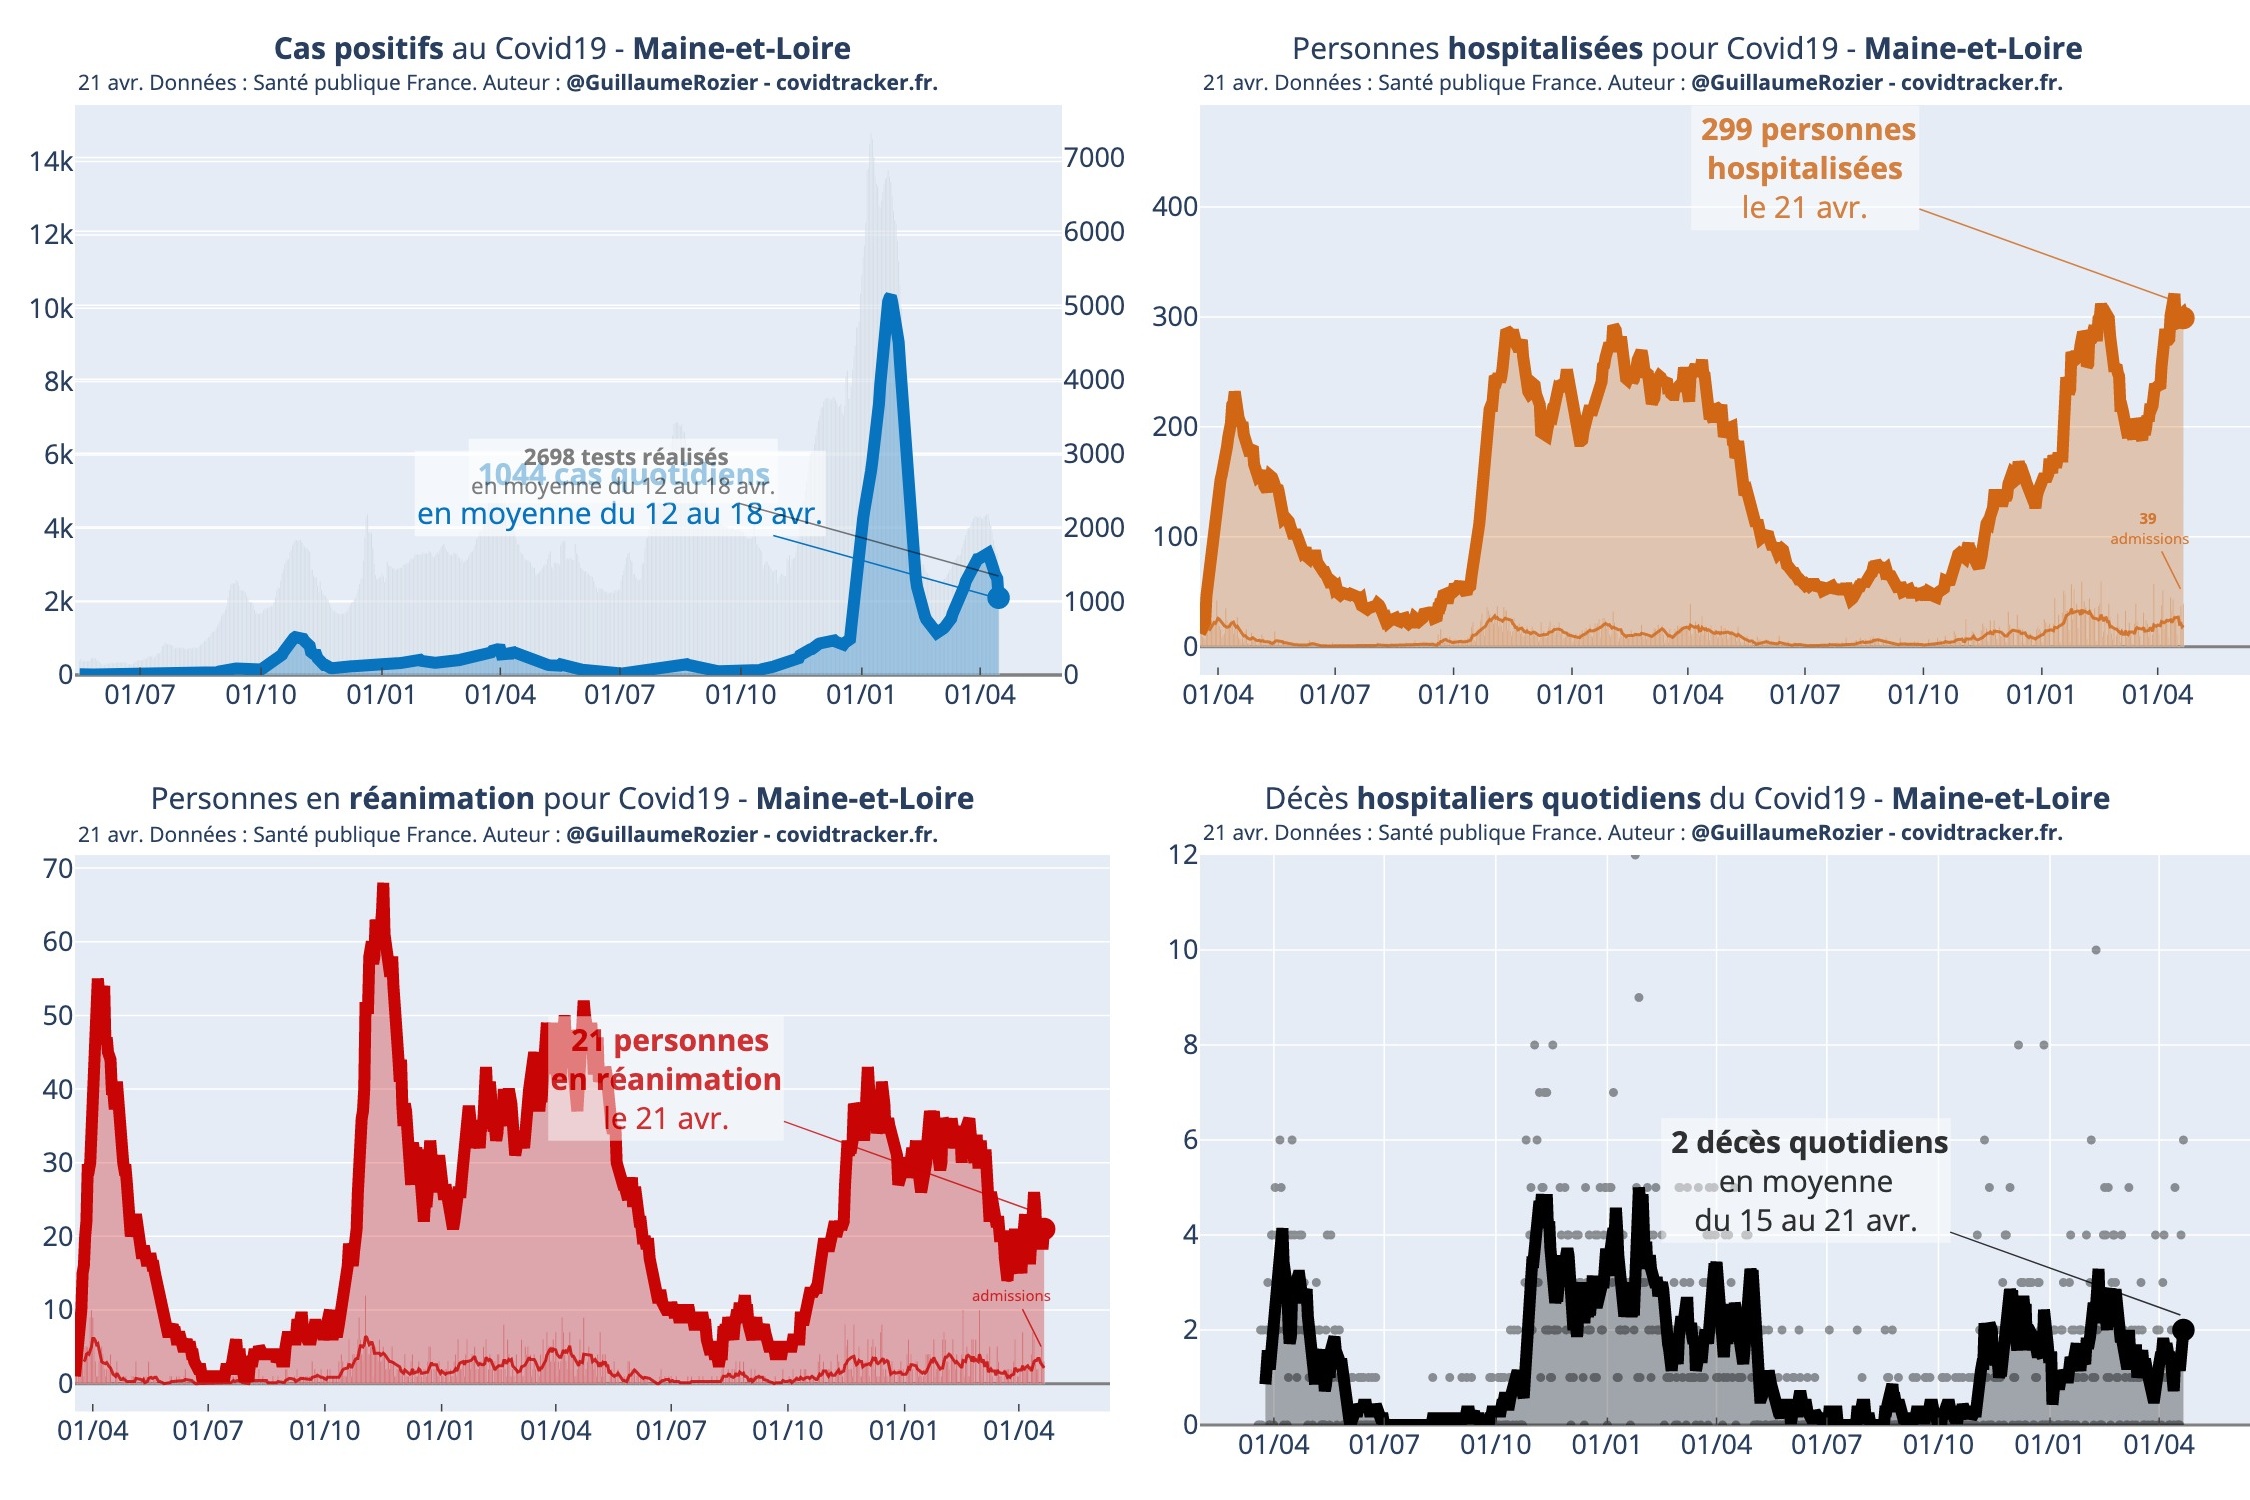 Cas positifs au Covid19 - Maine-et-Loire
21 avr. Données : Santé publique France. Auteur : @GuillaumeRozier - covidtracker.fr.
14k
12k
10k
8k
6k
4k
2k
0
7000
6000
5000
4000
3000
2000
1000
0
2698 tests réalisés
en moyenne du 12 au 18 avr.
1044 cas quotidiens
en moyenne du 12 au 18 avr.
01/07 01/10 01/01 01/04 01/07 01/10 01/01 01/04
Personnes hospitalisées pour Covid19 - Maine-et-Loire
21 avr. Données : Santé publique France. Auteur : @GuillaumeRozier - covidtracker.fr.
299 personnes
hospitalisées
le 21 avr.
400
300
200
100
0
39
admissions
01/04 01/07 01/10 01/01 01/04 01/07 01/10 01/01 01/04
Personnes en réanimation pour Covid19 - Maine-et-Loire
21 avr. Données : Santé publique France. Auteur : @GuillaumeRozier - covidtracker.fr.
70
60
50
40
30
20
10
0
21 personnes
en réanimation
le 21 avr.
admissions
01/04 01/07 01/10 01/01 01/04 01/07 01/10 01/01 01/04
Décès hospitaliers quotidiens du Covid19 - Maine-et-Loire
21 avr. Données : Santé publique France. Auteur : @GuillaumeRozier - covidtracker.fr.
12
10
8
6
4
2
0
2 décès quotidiens
en moyenne
du 15 au 21 avr.
01/04 01/07 01/10 01/01 01/04 01/07 01/10 01/01 01/04